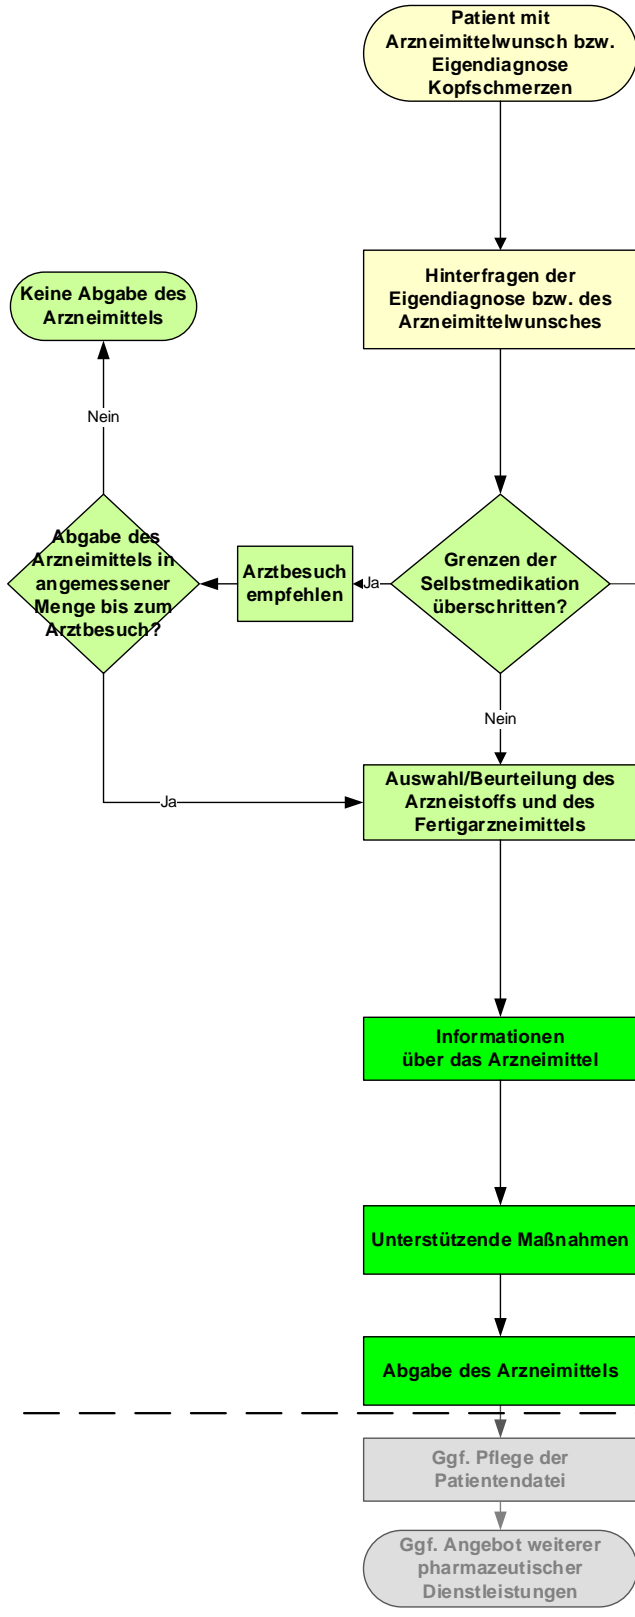 Patient mit
Arzneimittelwunsch bzw.
Eigendiagnose
Kopfschmerzen
Hinterfragen der
Eigendiagnose bzw. des
Arzneimittelwunsches
Keine Abgabe des
Arzneimittels
Nein
Abgabe des
Arzneimittels in
angemessener
Menge bis zum
Arztbesuch?
Arztbesuch
empfehlen
Ja
Grenzen der
Selbstmedikation
überschritten?
Nein
Ja
Auswahl/Beurteilung des
Arzneistoffs und des
Fertigarzneimittels
Informationen
über das Arzneimittel
Unterstützende Maßnahmen
Abgabe des Arzneimittels
Ggf. Pflege der
Patientendatei
Ggf. Angebot weiterer
pharmazeutischer
Dienstleistungen